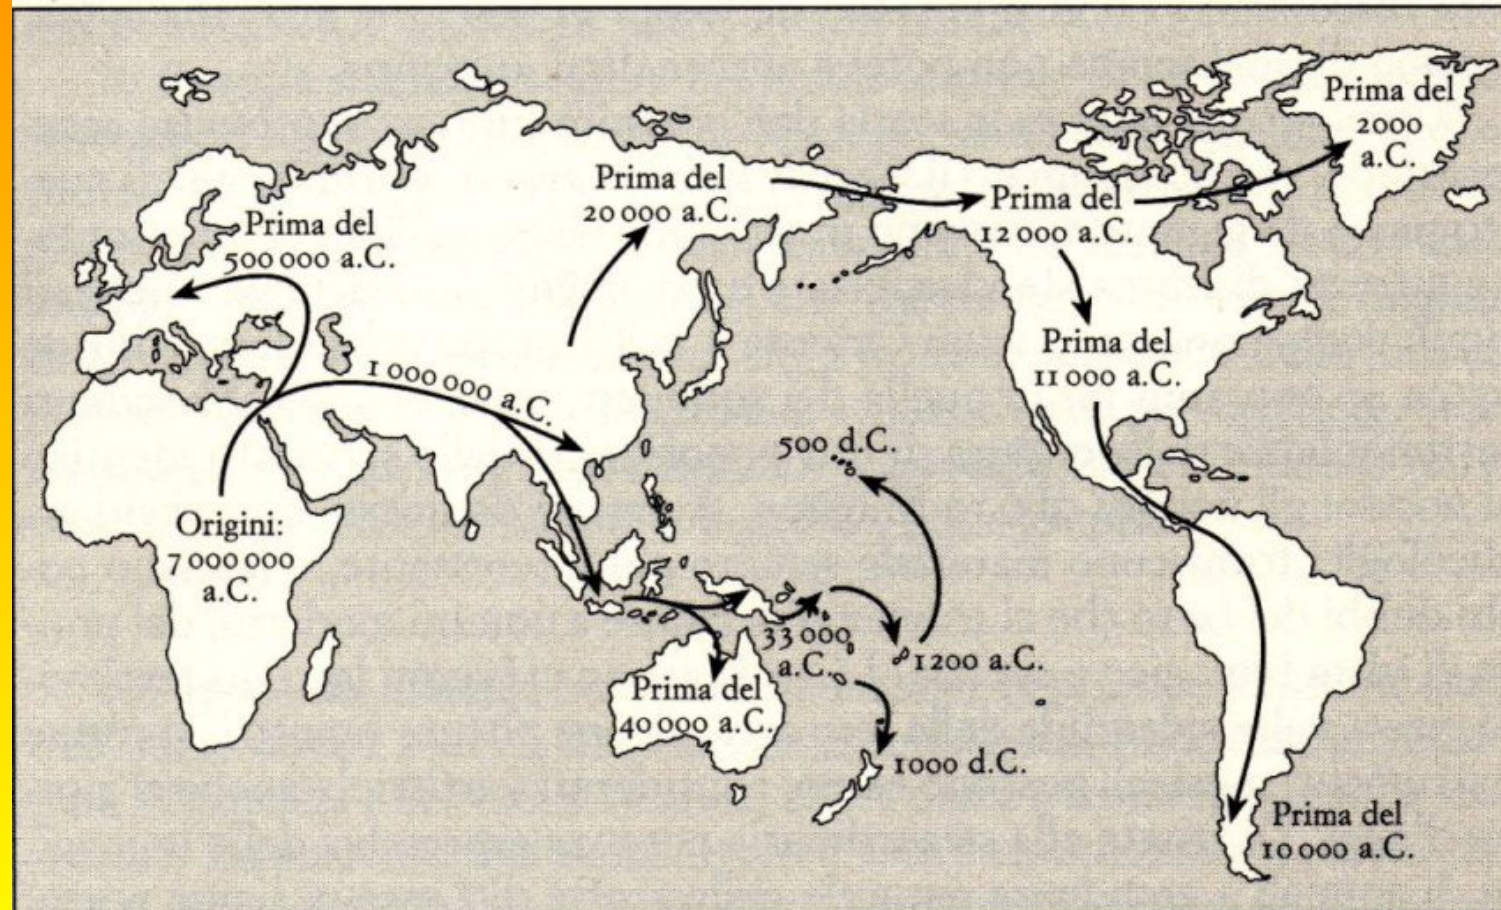 Prima del
2000
a.C.
Prima del
20 000 a.C.
Prima del
12 000 a.C.
Prima del
500 000 a.C.
Prima del
11 000 a.C.
1 000 000 a.C.
500 d.C.
Origini:
7 000 000
a.C.
33 000
a.C.
1200 a.C.
Prima del
40 000 a.C.
1000 d.C.
Prima del
10 000 a.C.